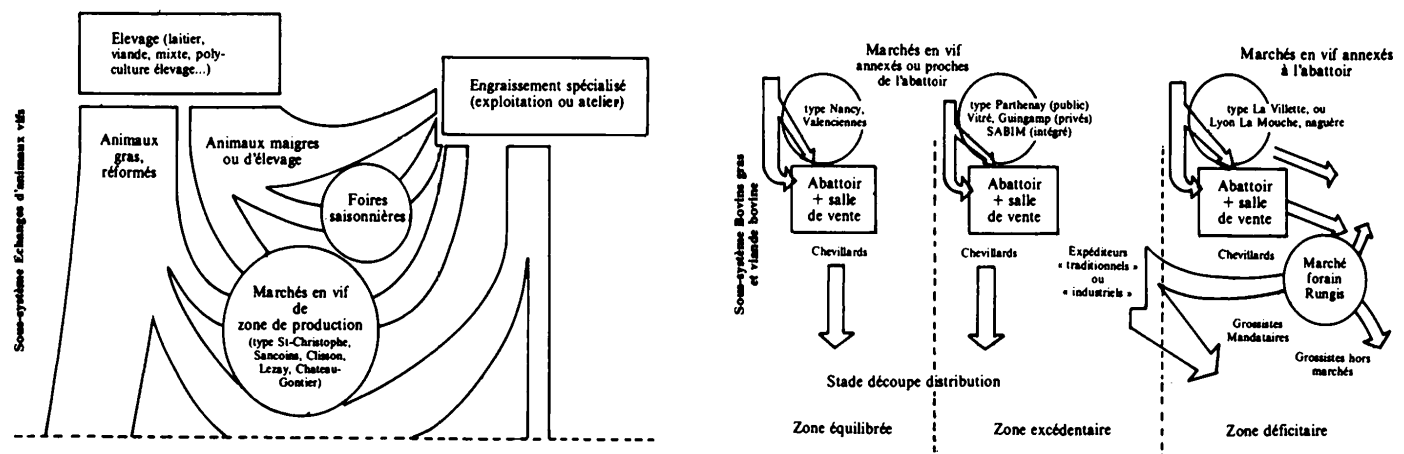 Elevage (laitier,
viande, mixte, poly-
culture élevage...)
Engraissement spécialisé
(exploitation ou atelier)
Sous-système Echanges d'animaux vifs
Animaux
gras,
réformés
Animaux maigres
ou d'élevage
Foires
saisonnières
Marchés en vif
de
zone de production
(type St-Christophe,
Sancoins, Clisson,
Lezay, Chateau-
Gontier)
Sous-système Bovins gras
et viande bovine
Marchés en vif
annexés ou proches
de l'abattoir
Marchés en vif annexés
à l'abattoir
type Nancy,
Valenciennes
type Parthenay (public)
Vitré, Guingamp (privés)
SABIM (intégré)
type La Villette, ou
Lyon La Mouche, naguère
Abattoir
+ salle
de vente
Abattoir
+ salle
de vente
Abattoir
+ salle
de vente
Chevillards
Chevillards
Chevillards
Expéditeurs
« traditionnels »
ou
« industriels »
Marché
forain
Rungis
Grossistes
Mandataires
Grossistes hors
marchés
Stade découpe distribution
Zone équilibrée
Zone excédentaire
Zone déficitaire